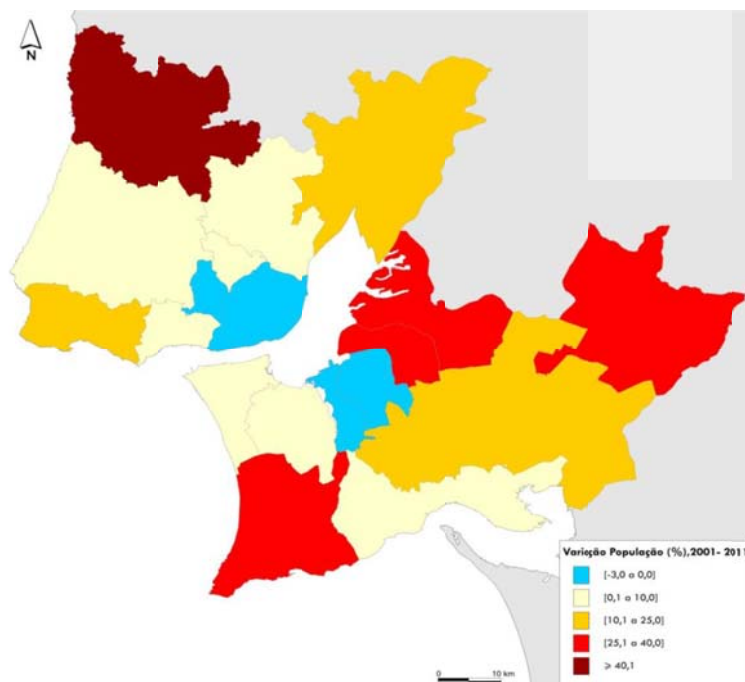 N
Variação População (%),2001- 2011
[-3,0 a 0,0]
[0,1 a 10,0]
[10,1 a 25,0]
[25,1 a 40,0]
⩾ 40,1
0 10 km